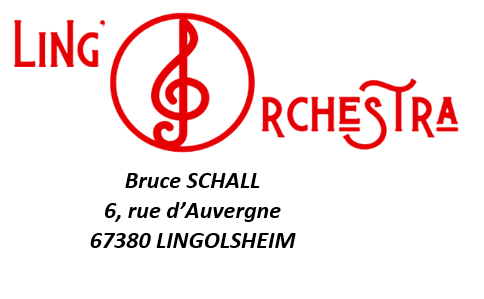 LING'
ORCHESTRA
Bruce SCHALL
6, rue d’Auvergne
67380 LINGOLSHEIM